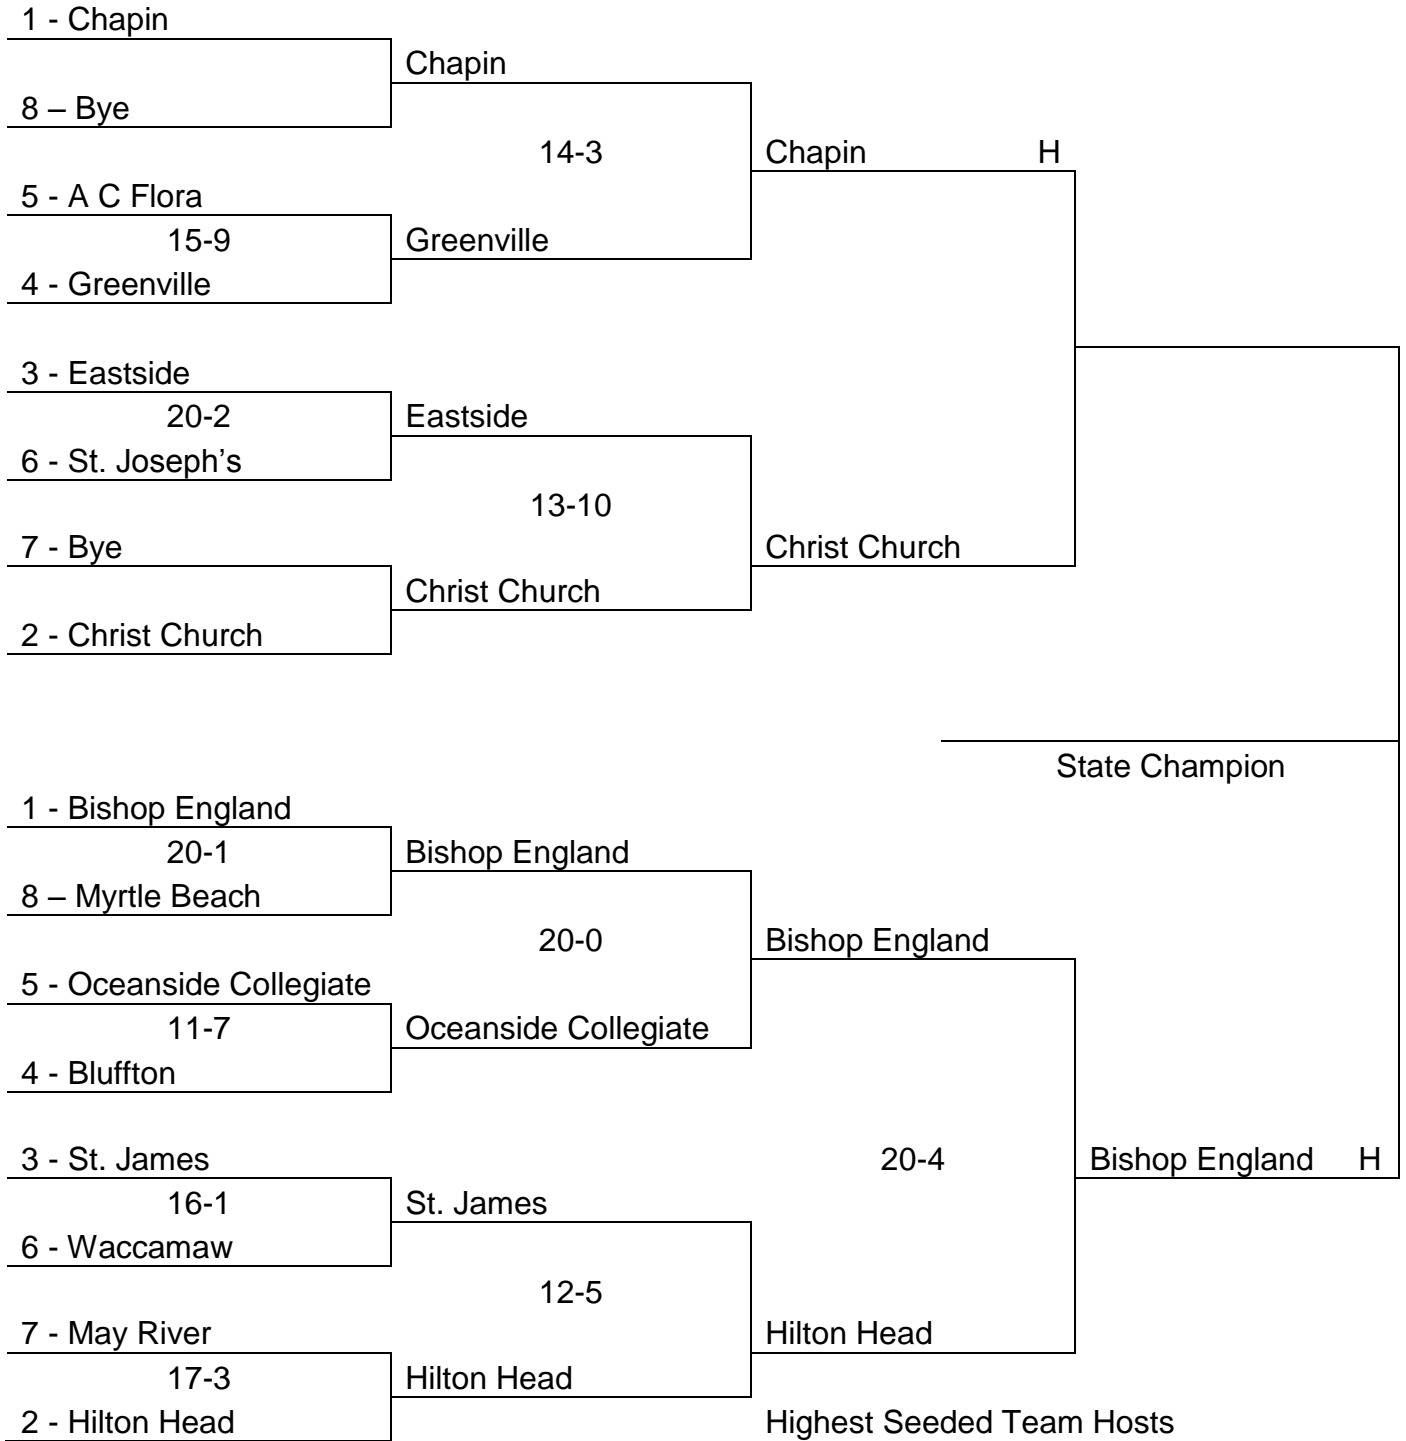 1 - Chapin
Chapin
8 – Bye
14-3
Chapin H
5 - A C Flora
15-9
Greenville
4 - Greenville
3 - Eastside
20-2
Eastside
6 - St. Joseph’s
13-10
7 - Bye
Christ Church
Christ Church
2 - Christ Church
State Champion
1 - Bishop England
20-1
Bishop England
8 – Myrtle Beach
20-0
Bishop England
5 - Oceanside Collegiate
11-7
Oceanside Collegiate
4 - Bluffton
3 - St. James
20-4
Bishop England H
16-1
St. James
6 - Waccamaw
12-5
7 - May River
Hilton Head
17-3
Hilton Head
2 - Hilton Head
Highest Seeded Team Hosts